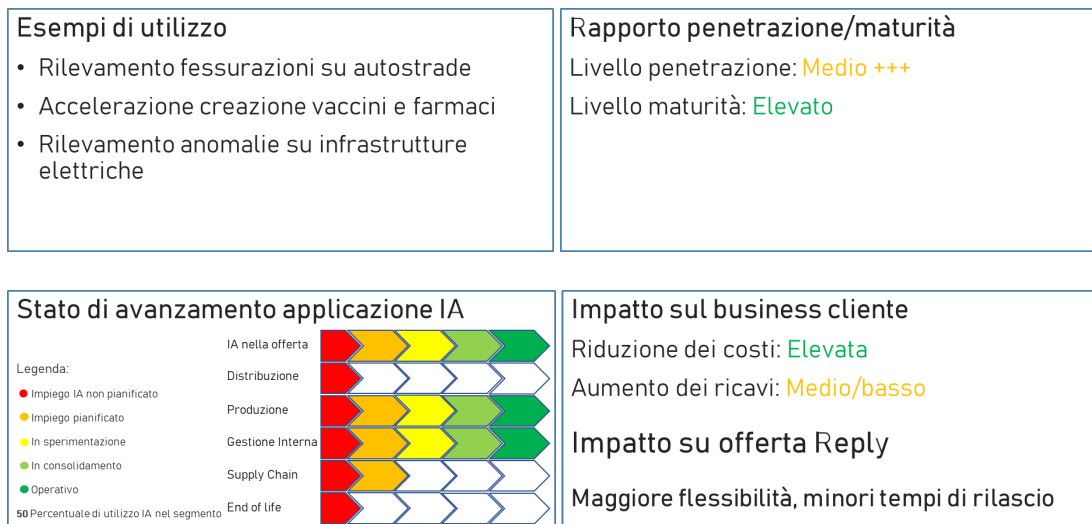 Esempi di utilizzo
• Rilevamento fessurazioni su autostrade
• Accelerazione creazione vaccini e farmaci
• Rilevamento anomalie su infrastrutture
elettriche
Rapporto penetrazione/maturità
Livello penetrazione: Medio +++
Livello maturità: Elevato
Stato di avanzamento applicazione IA
Legenda:
Impiego IA non pianificato
Impiego pianificato
In sperimentazione
In consolidamento
Operativo
50 Percentuale di utilizzo IA nel segmento
IA nella offerta
Distribuzione
Produzione
Gestione Interna
Supply Chain
End of life
Impatto sul business cliente
Riduzione dei costi: Elevata
Aumento dei ricavi: Medio/basso
Impatto su offerta Reply
Maggiore flessibilità, minori tempi di rilascio